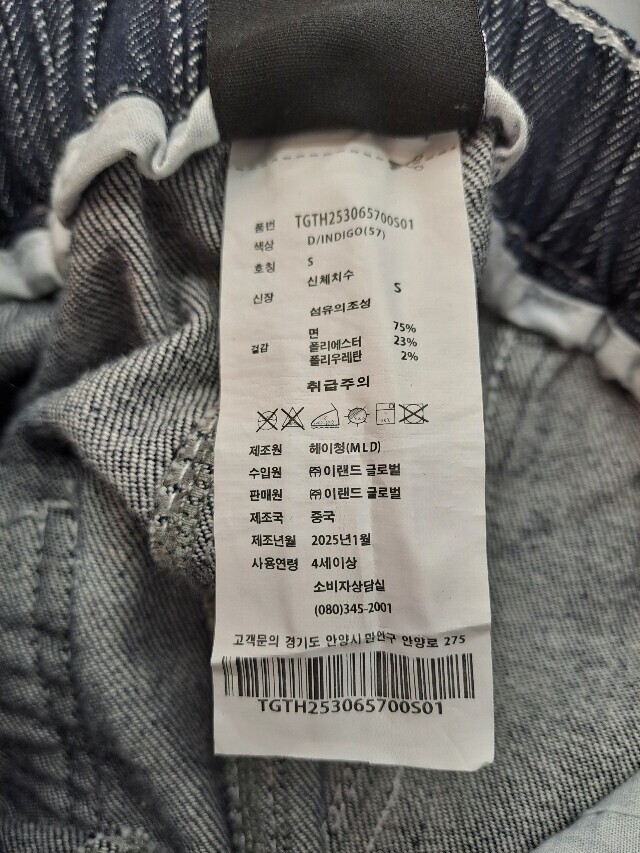 품번 TGTH253065700S01
색상 D/INDIGO(57)
호칭 S
신체치수
신장 S
섬유의조성
겉감 면 75%
폴리에스터 23%
폴리우레탄 2%
취급주의
제조원 헤이청(MLD)
수입원 ㈜이랜드 글로벌
판매원 ㈜이랜드 글로벌
제조국 중국
제조년월 2025년1월
사용연령 4세이상
소비자상담실
(080)345-2001
고객문의 경기도 안양시 만안구 안양로 275
TGTH253065700S01